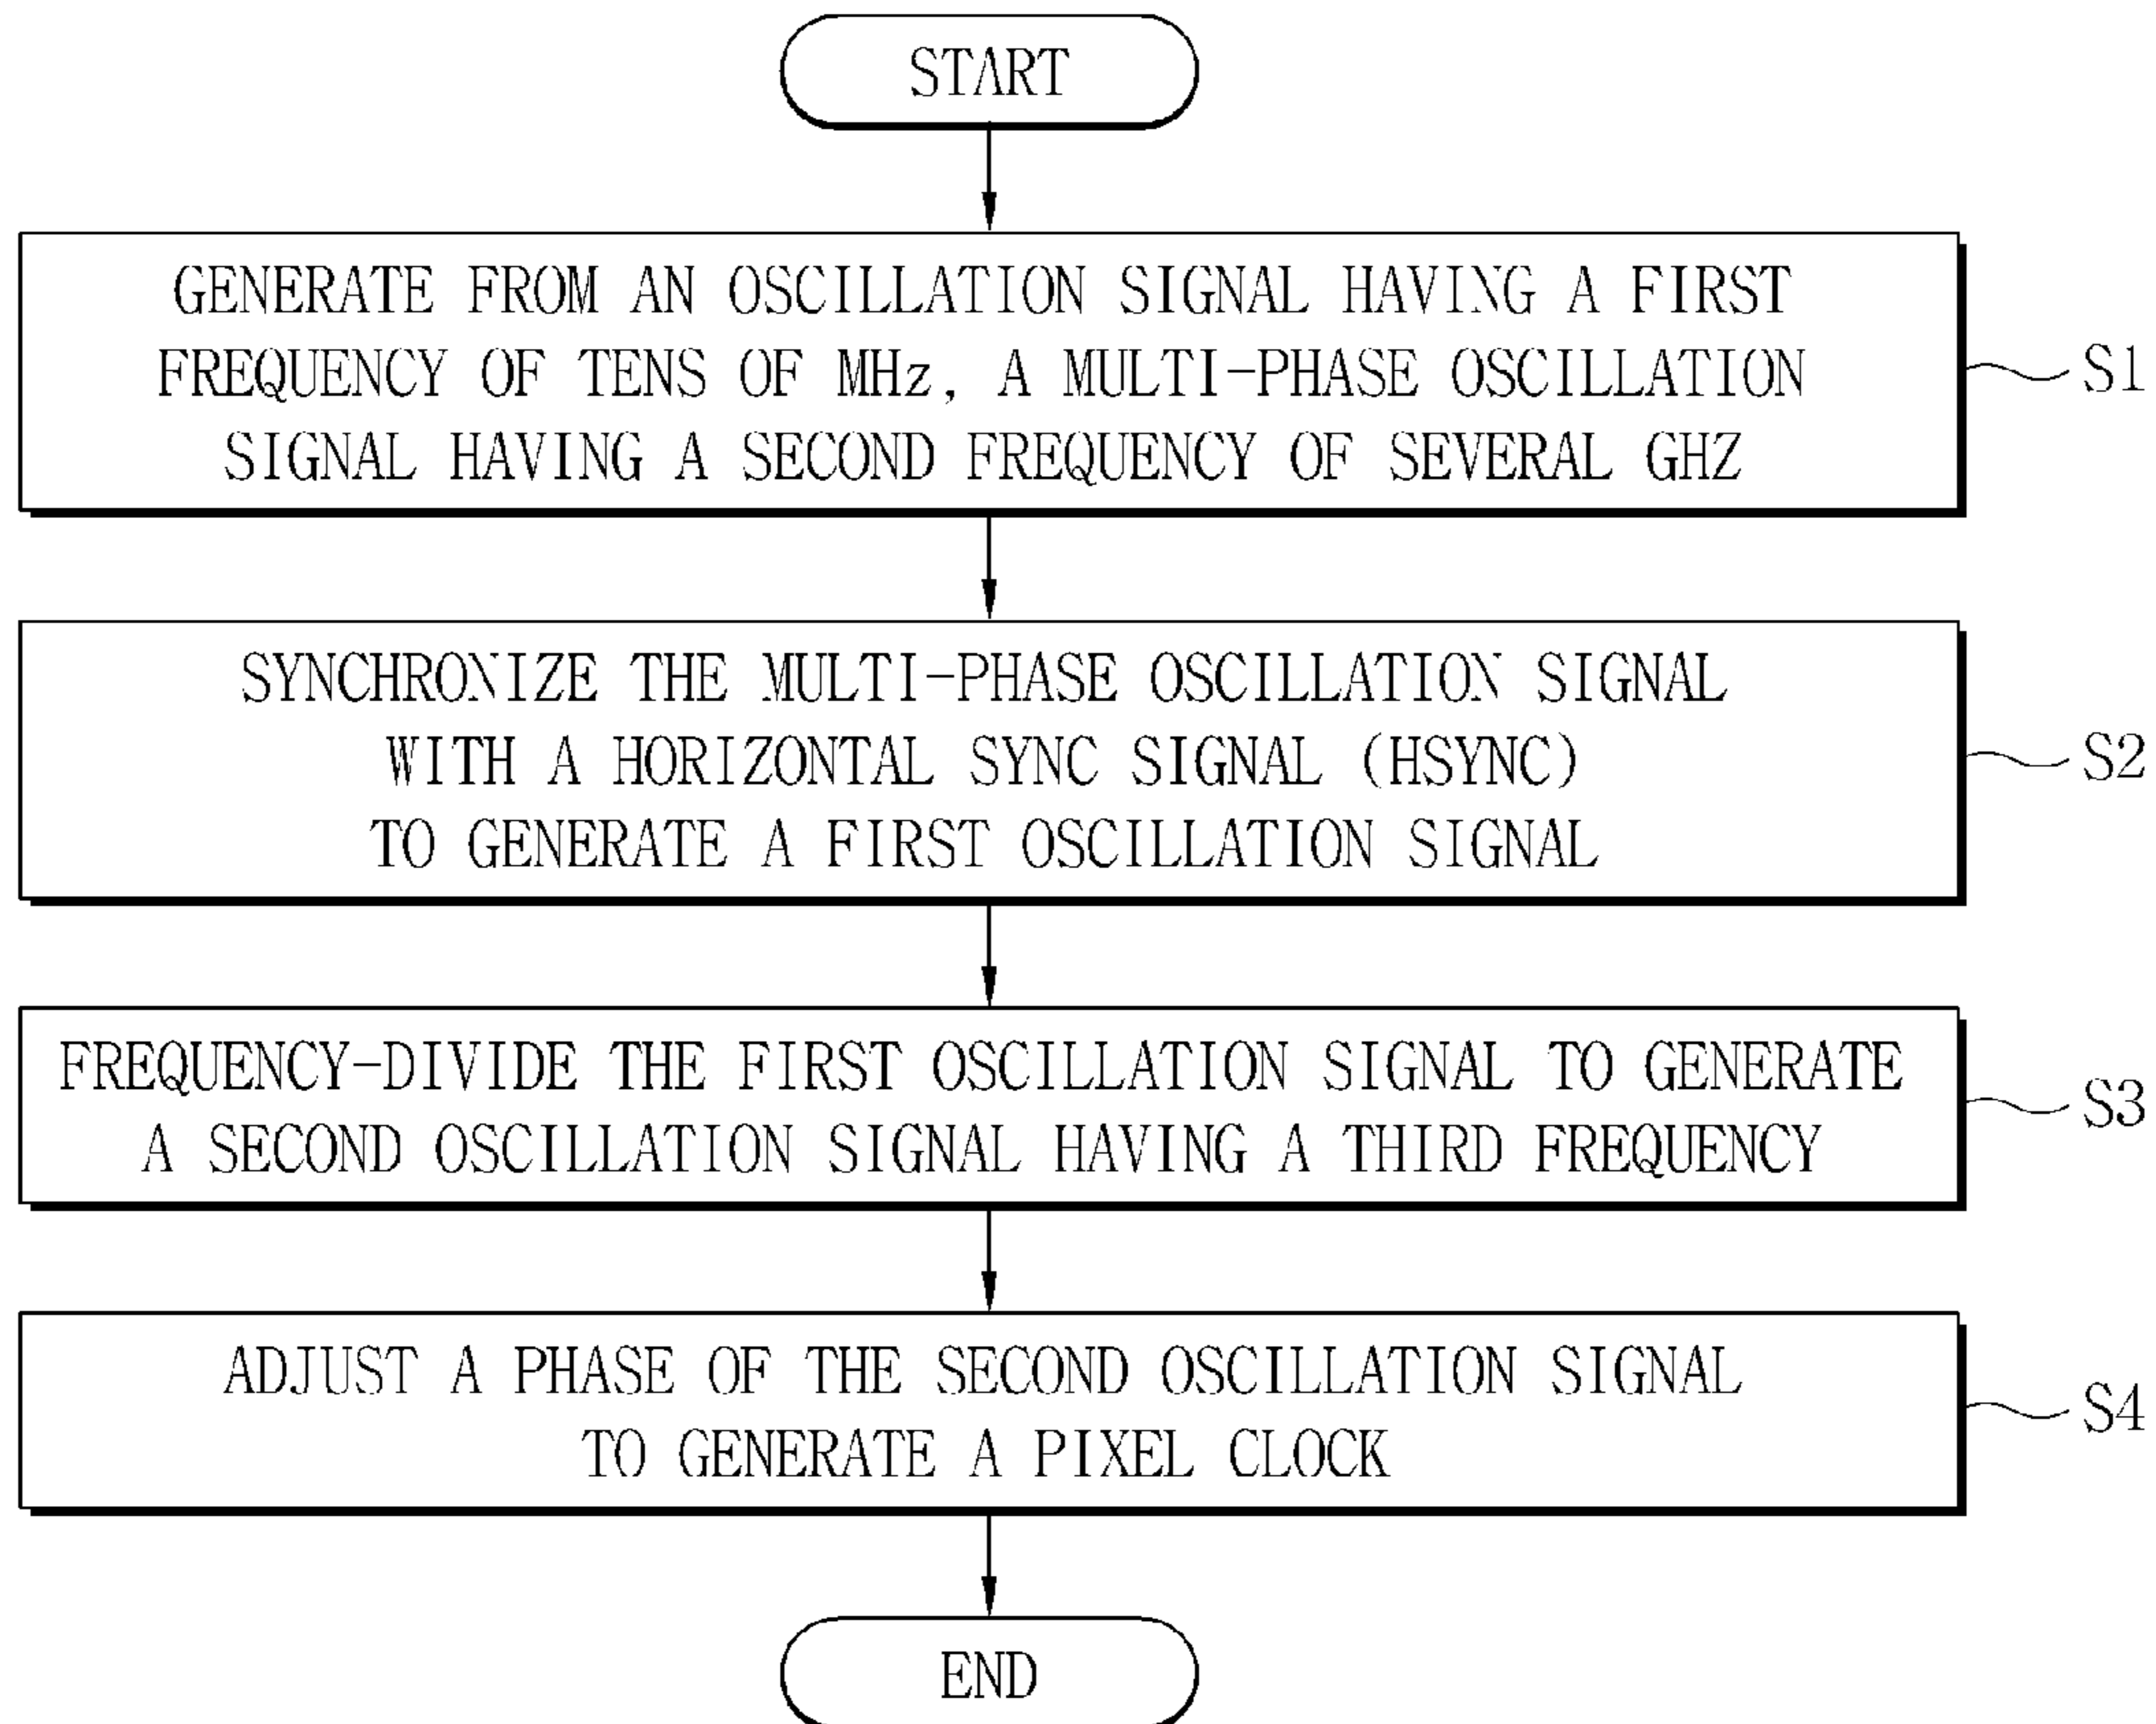 START
GENERATE FROM AN OSCILLATION SIGNAL HAVING A FIRST
FREQUENCY OF TENS OF MHz, A MULTI-PHASE OSCILLATION
SIGNAL HAVING A SECOND FREQUENCY OF SEVERAL GHZ
S1
SYNCHRONIZE THE MULTI-PHASE OSCILLATION SIGNAL
WITH A HORIZONTAL SYNC SIGNAL (HSYNC)
TO GENERATE A FIRST OSCILLATION SIGNAL
S2
FREQUENCY-DIVIDE THE FIRST OSCILLATION SIGNAL TO GENERATE
A SECOND OSCILLATION SIGNAL HAVING A THIRD FREQUENCY
S3
ADJUST A PHASE OF THE SECOND OSCILLATION SIGNAL
TO GENERATE A PIXEL CLOCK
S4
END